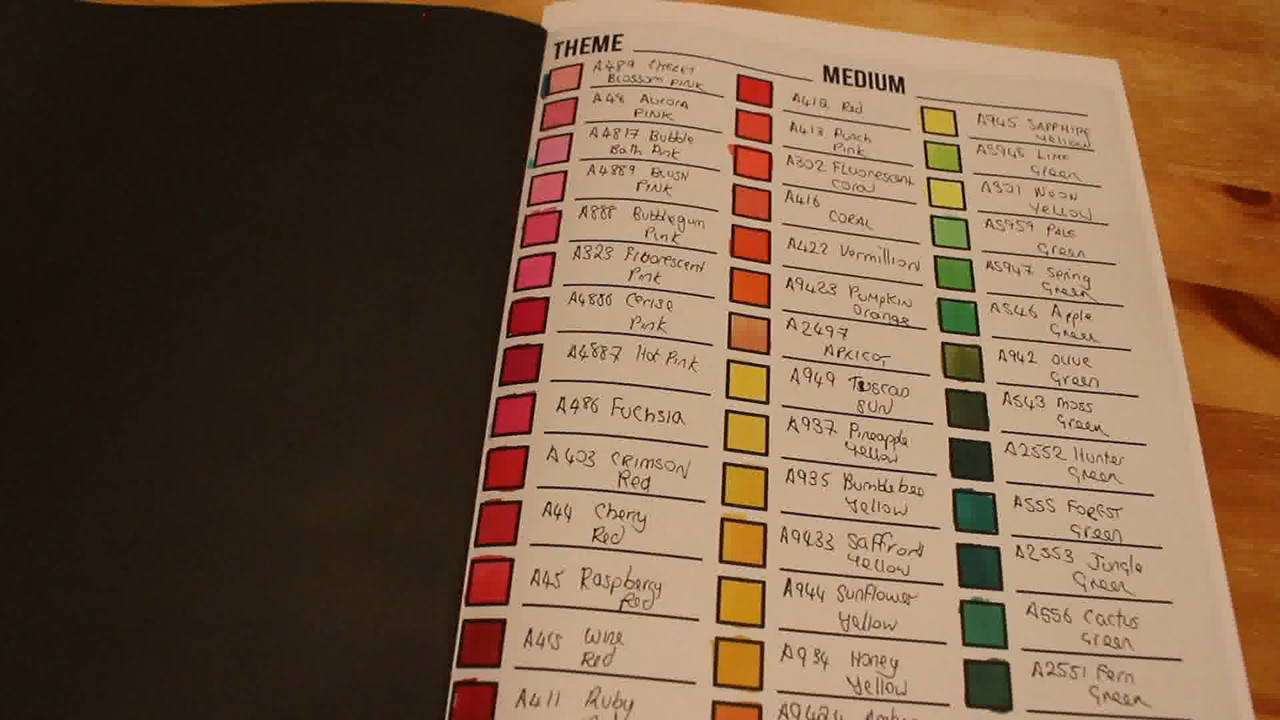 THEME
MEDIUM
A489 CHERRY
Blossom PINK
A48 Aurora
PINK
A4817 Bubble
Bath Pink
A4889 BLUSH
PINK
A888 Bubblegum
Pink
A323 Fluorescent
Pink
A4886 Cerise
Pink
A4887 Hot Pink
A486 Fuchsia
A403 CRIMSON
Red
A44 Cherry
Red
A45 Raspberry
Red
A415 Wine
Red
A411 Ruby
A412 Red
A413 Punch
Pink
A302 Fluorescent
Coral
A416
CORAL
A422 Vermillion
A9423 PUMPKIN
Orange
A2497
APRICOT
A949 Tuscan
SUN
A937 Pineapple
Yellow
A935 Bumblebee
Yellow
A9433 Saffron
Yellow
A944 Sunflower
Yellow
A934 Honey
Yellow
A9424 Amber
A945 SAPPHIRE
Yellow
A5948 LIME
Green
A301 Neon
Yellow
A5959 PALE
Green
A5947 Spring
Green
A546 Apple
Green
A942 OLIVE
Green
A543 MOSS
Green
A2552 Hunter
Green
A555 FOREST
Green
A2553 Jungle
Green
A556 Cactus
Green
A2551 Fern
Green